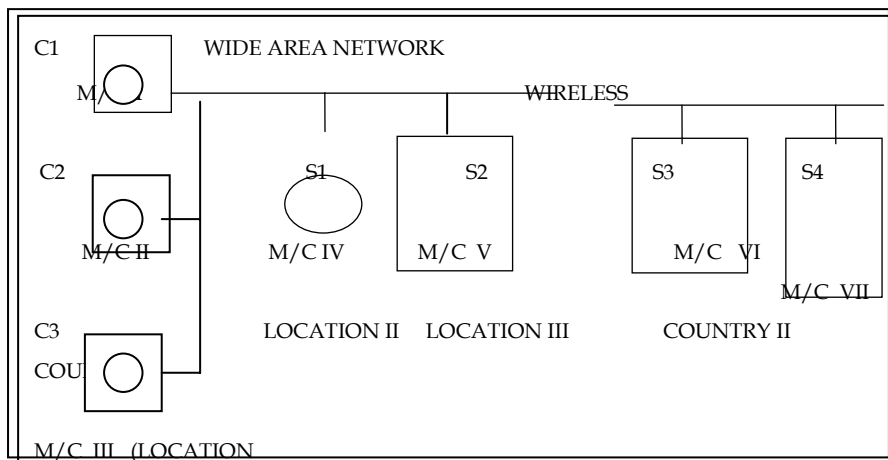 C1 WIDE AREA NETWORK
M/
WIRELESS
C2 S1 S2 S3 S4
M/C II M/C IV M/C V M/C VI
M/C VII
C3 LOCATION II LOCATION III COUNTRY II
COU
M/C III (LOCATION